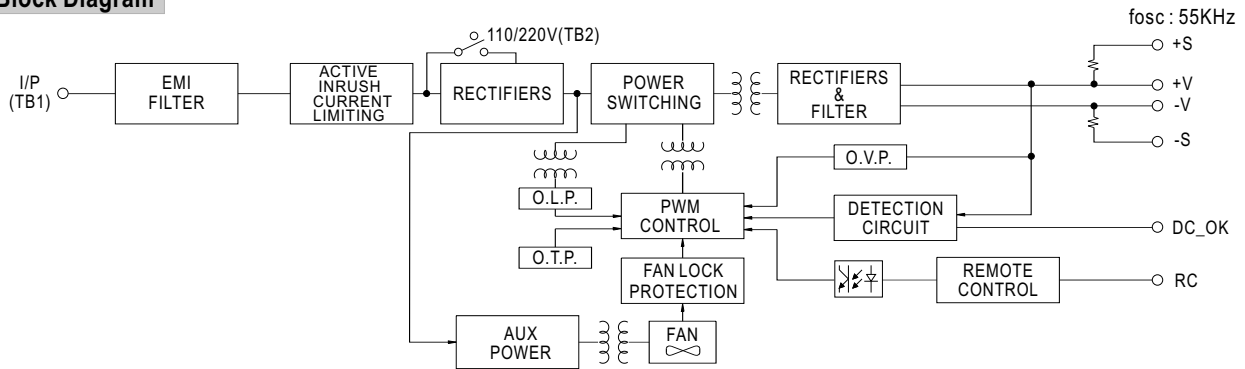 Block Diagram
fosc : 55KHz
110/220V(TB2)
I/P
(TB1)
EMI
FILTER
ACTIVE
INRUSH
CURRENT
LIMITING
RECTIFIERS
POWER
SWITCHING
RECTIFIERS
&
FILTER
+S
+V
-V
-S
O.V.P.
O.L.P.
O.T.P.
PWM
CONTROL
DETECTION
CIRCUIT
DC_OK
FAN LOCK
PROTECTION
REMOTE
CONTROL
RC
AUX
POWER
FAN